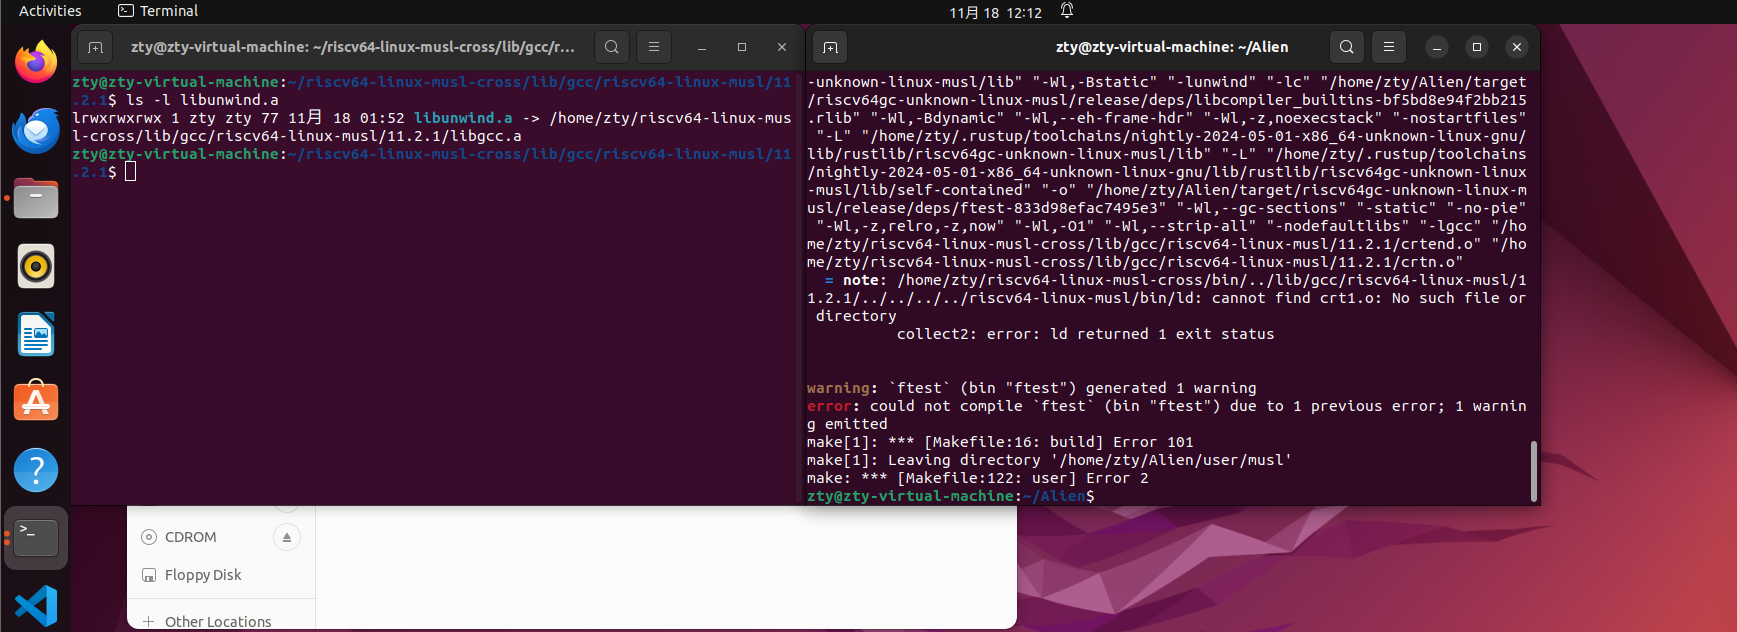 Activities
Terminal
11月 18 12:12
zty@zty-virtual-machine: ~/riscv64-linux-musl-cross/lib/gcc/r...
zty@zty-virtual-machine:~/riscv64-linux-musl-cross/lib/gcc/riscv64-linux-musl/11
.2.1$ ls -l libunwind.a
lrwxrwxrwx 1 zty zty 77 11月 18 01:52 libunwind.a -> /home/zty/riscv64-linux-mus
l-cross/lib/gcc/riscv64-linux-musl/11.2.1/libgcc.a
zty@zty-virtual-machine:~/riscv64-linux-musl-cross/lib/gcc/riscv64-linux-musl/11
.2.1$
zty@zty-virtual-machine: ~/Alien
-unknown-linux-musl/lib" "-Wl,-Bstatic" "-lunwind" "-lc" "/home/zty/Alien/target
/riscv64gc-unknown-linux-musl/release/deps/libcompiler_builtins-bf5bd8e94f2bb215
.rlib" "-Wl,-Bdynamic" "-Wl,--eh-frame-hdr" "-Wl,-z,noexecstack" "-nostartfiles"
"-L" "/home/zty/.rustup/toolchains/nightly-2024-05-01-x86_64-unknown-linux-gnu/
lib/rustlib/riscv64gc-unknown-linux-musl/lib" "-L" "/home/zty/.rustup/toolchains
/nightly-2024-05-01-x86_64-unknown-linux-gnu/lib/rustlib/riscv64gc-unknown-linux
-musl/lib/self-contained" "-o" "/home/zty/Alien/target/riscv64gc-unknown-linux-m
usl/release/deps/ftest-833d98efac7495e3" "-Wl,--gc-sections" "-static" "-no-pie"
"-Wl,-z,relro,-z,now" "-Wl,-O1" "-Wl,--strip-all" "-nodefaultlibs" "-lgcc" "/ho
me/zty/riscv64-linux-musl-cross/lib/gcc/riscv64-linux-musl/11.2.1/crtend.o" "/ho
me/zty/riscv64-linux-musl-cross/lib/gcc/riscv64-linux-musl/11.2.1/crtn.o"
= note: /home/zty/riscv64-linux-musl-cross/bin/../lib/gcc/riscv64-linux-musl/1
1.2.1/../../../../riscv64-linux-musl/bin/ld: cannot find crt1.o: No such file or
directory
collect2: error: ld returned 1 exit status
warning: `ftest` (bin "ftest") generated 1 warning
error: could not compile `ftest` (bin "ftest") due to 1 previous error; 1 warnin
g emitted
make[1]: *** [Makefile:16: build] Error 101
make[1]: Leaving directory '/home/zty/Alien/user/musl'
make: *** [Makefile:122: user] Error 2
zty@zty-virtual-machine:~/Alien$
CDROM
Floppy Disk
Other Locations